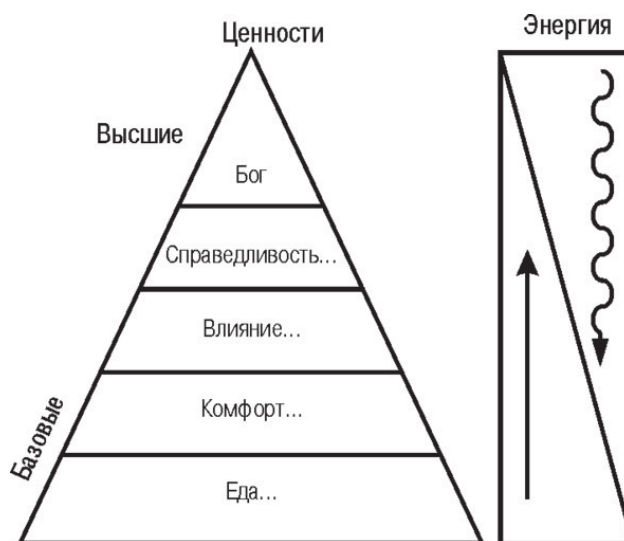 Ценности
Энергия
Высшие
Бог
Справедливость...
Влияние...
Комфорт...
Базовые
Еда...